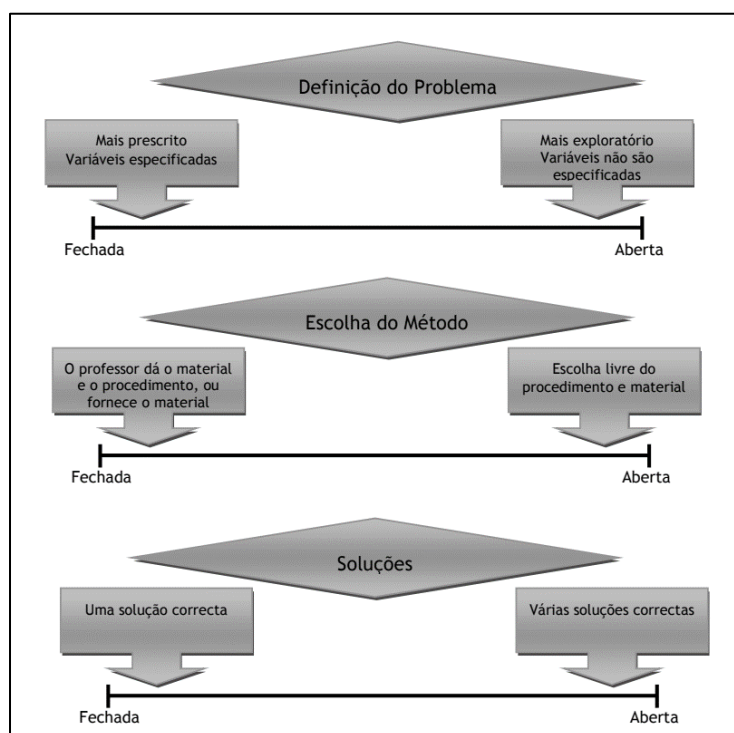 Definição do Problema
Mais prescrito
Variáveis especificadas
Mais exploratório
Variáveis não são
especificadas
Fechada
Aberta
Escolha do Método
O professor dá o material
e o procedimento, ou
fornece o material
Escolha livre do
procedimento e material
Fechada
Aberta
Soluções
Uma solução correcta
Várias soluções correctas
Fechada
Aberta